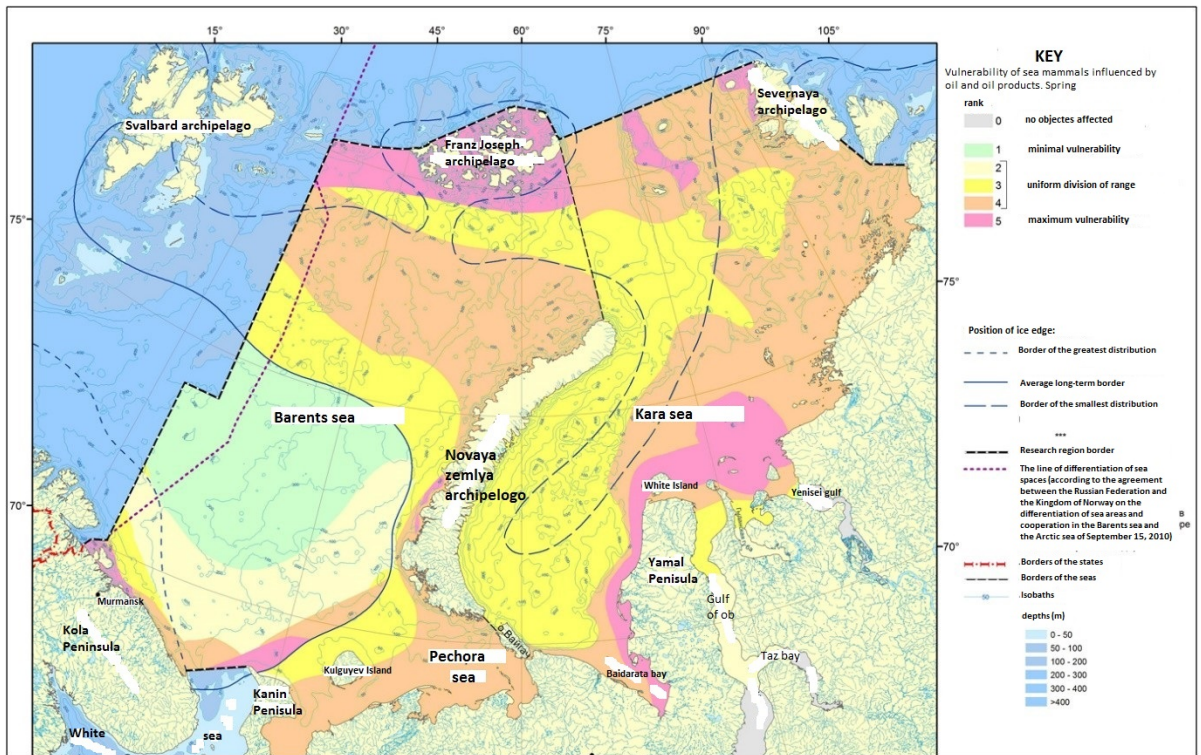 15°
30°
45°
60°
75°
90°
105°
Svalbard archipelago
Franz Joseph
archipelago
Severnaya
archipelago
75°
75°
Barents sea
Kara sea
Novaya
zemlya
archipelogo
White Island
Yenisei gulf
70°
70°
Yamal
Penisula
Murmansk
Gulf
of ob
Kola
Peninsula
Pechora
sea
Taz bay
Kulguyev Island
Baidarata bay
Kanin
Penisula
White
sea
KEY
Vulnerability of sea mammals influenced by
oil and oil products. Spring
rank
0 no objectes affected
1 minimal vulnerability
2
3 uniform division of range
4
5 maximum vulnerability
Position of ice edge:
Border of the greatest distribution
Average long-term border
Border of the smallest distribution
***
Research region border
The line of differentiation of sea
spaces (according to the agreement
between the Russian Federation and
the Kingdom of Norway on the
differentiation of sea areas and
cooperation in the Barents sea and
the Arctic sea of September 15, 2010)
в
ре
Borders of the states
Borders of the seas
50 Isobaths
depths (m)
0 - 50
50 - 100
100 - 200
200 - 300
300 - 400
>400